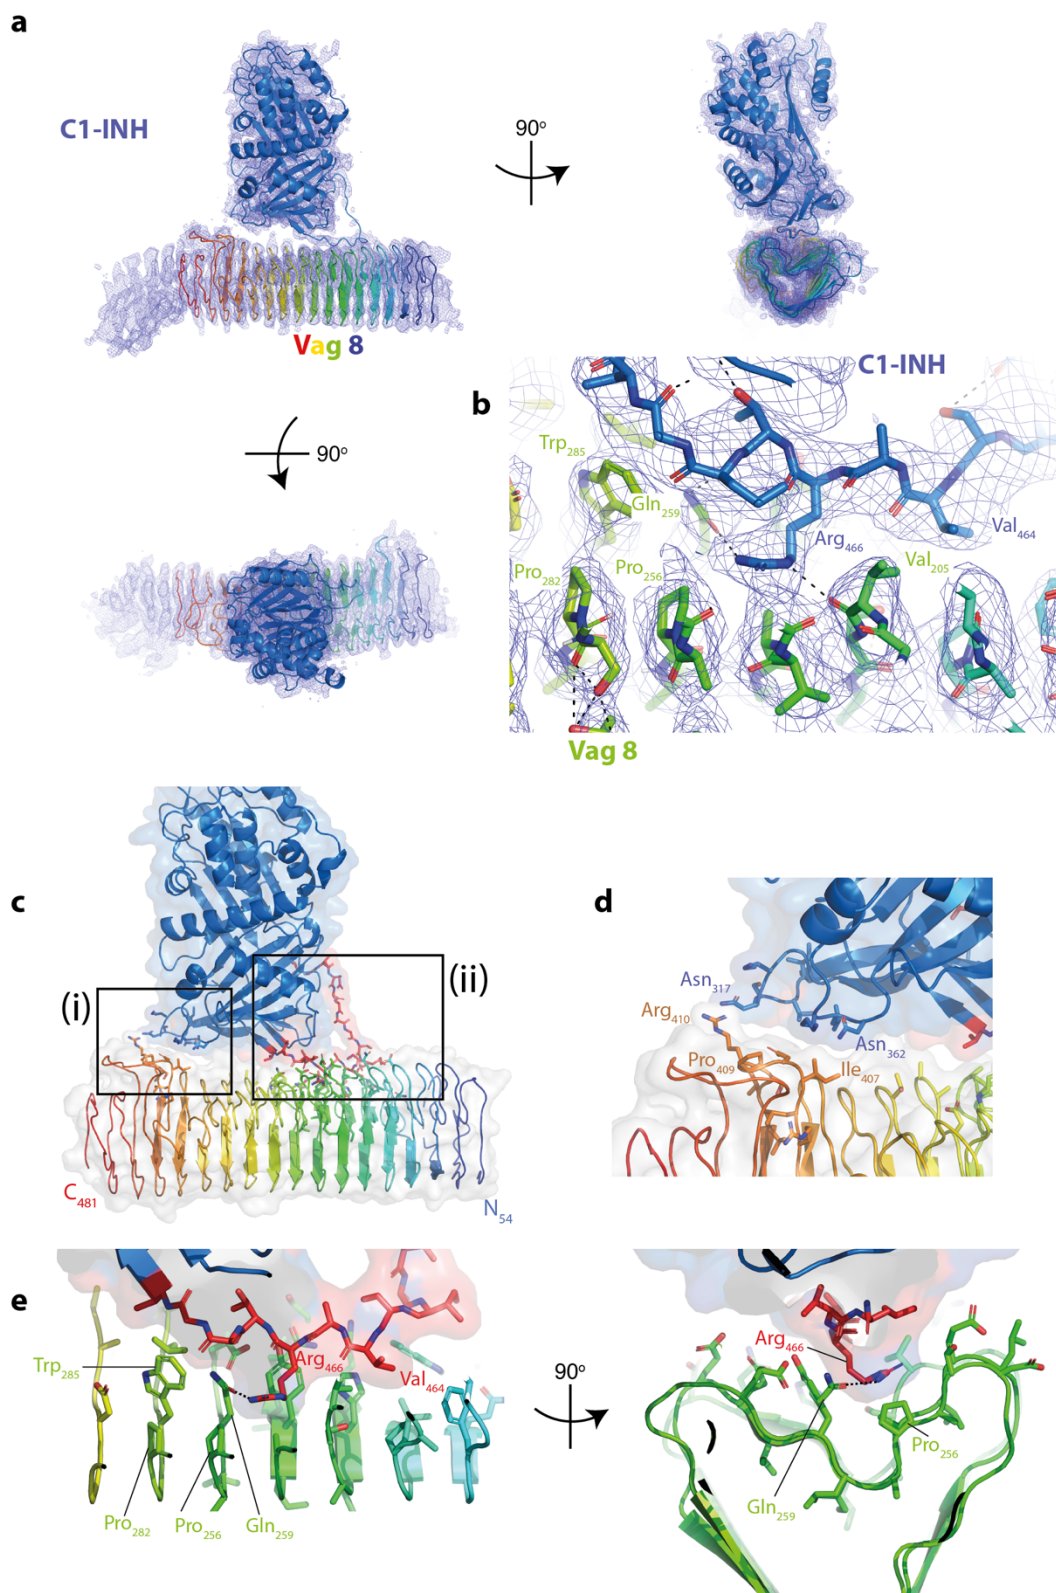 a
C1-INH
90°
Vag 8
90°
b
C1-INH
Trp285
Gln259
Arg466
Val464
Pro282
Pro256
Val205
Vag 8
c
(i)
(ii)
C481
N54
d
Asn317
Arg410
Asn362
Pro409
Ile407
e
Trp285
Arg466
Val464
Pro282
Pro256
Gln259
90°
Arg466
Pro256
Gln259